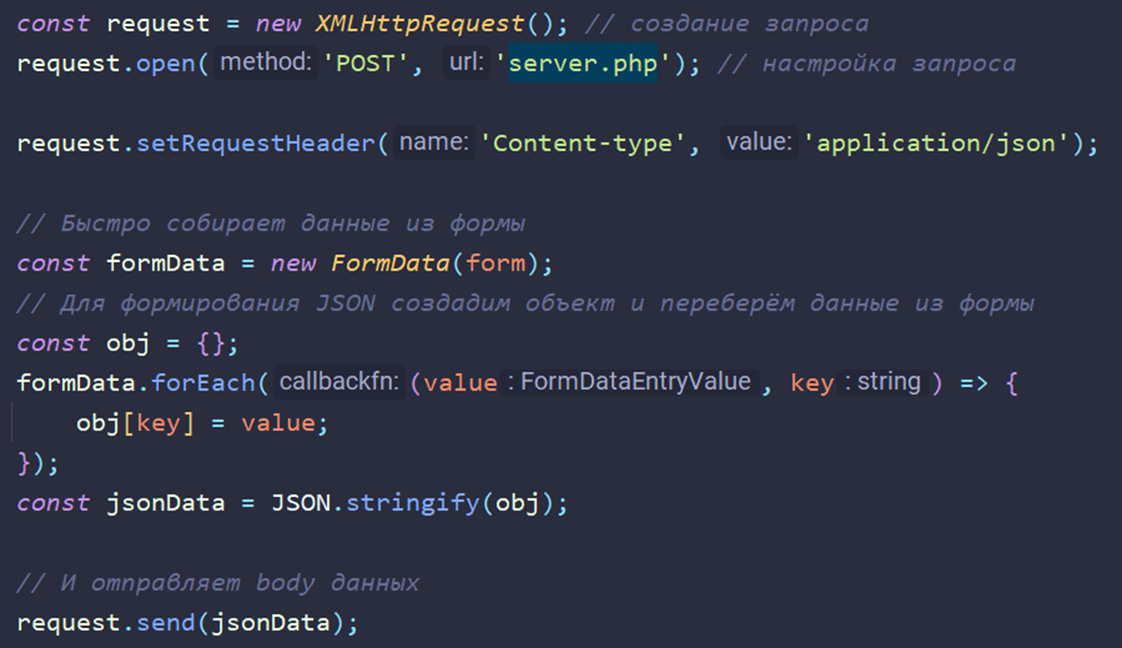 const request = new XMLHttpRequest(); // создание запроса
request.open( method: 'POST', url: 'server.php'); // настройка запроса
request.setRequestHeader( name: 'Content-type', value: 'application/json');
// Быстро собирает данные из формы
const formData = new FormData(form);
// Для формирования JSON создадим объект и переберём данные из формы
const obj = {};
formData.forEach( callbackfn: (value : FormDataEntryValue , key : string ) => {
obj[key] = value;
});
const jsonData = JSON.stringify(obj);
// И отправляет body данных
request.send(jsonData);